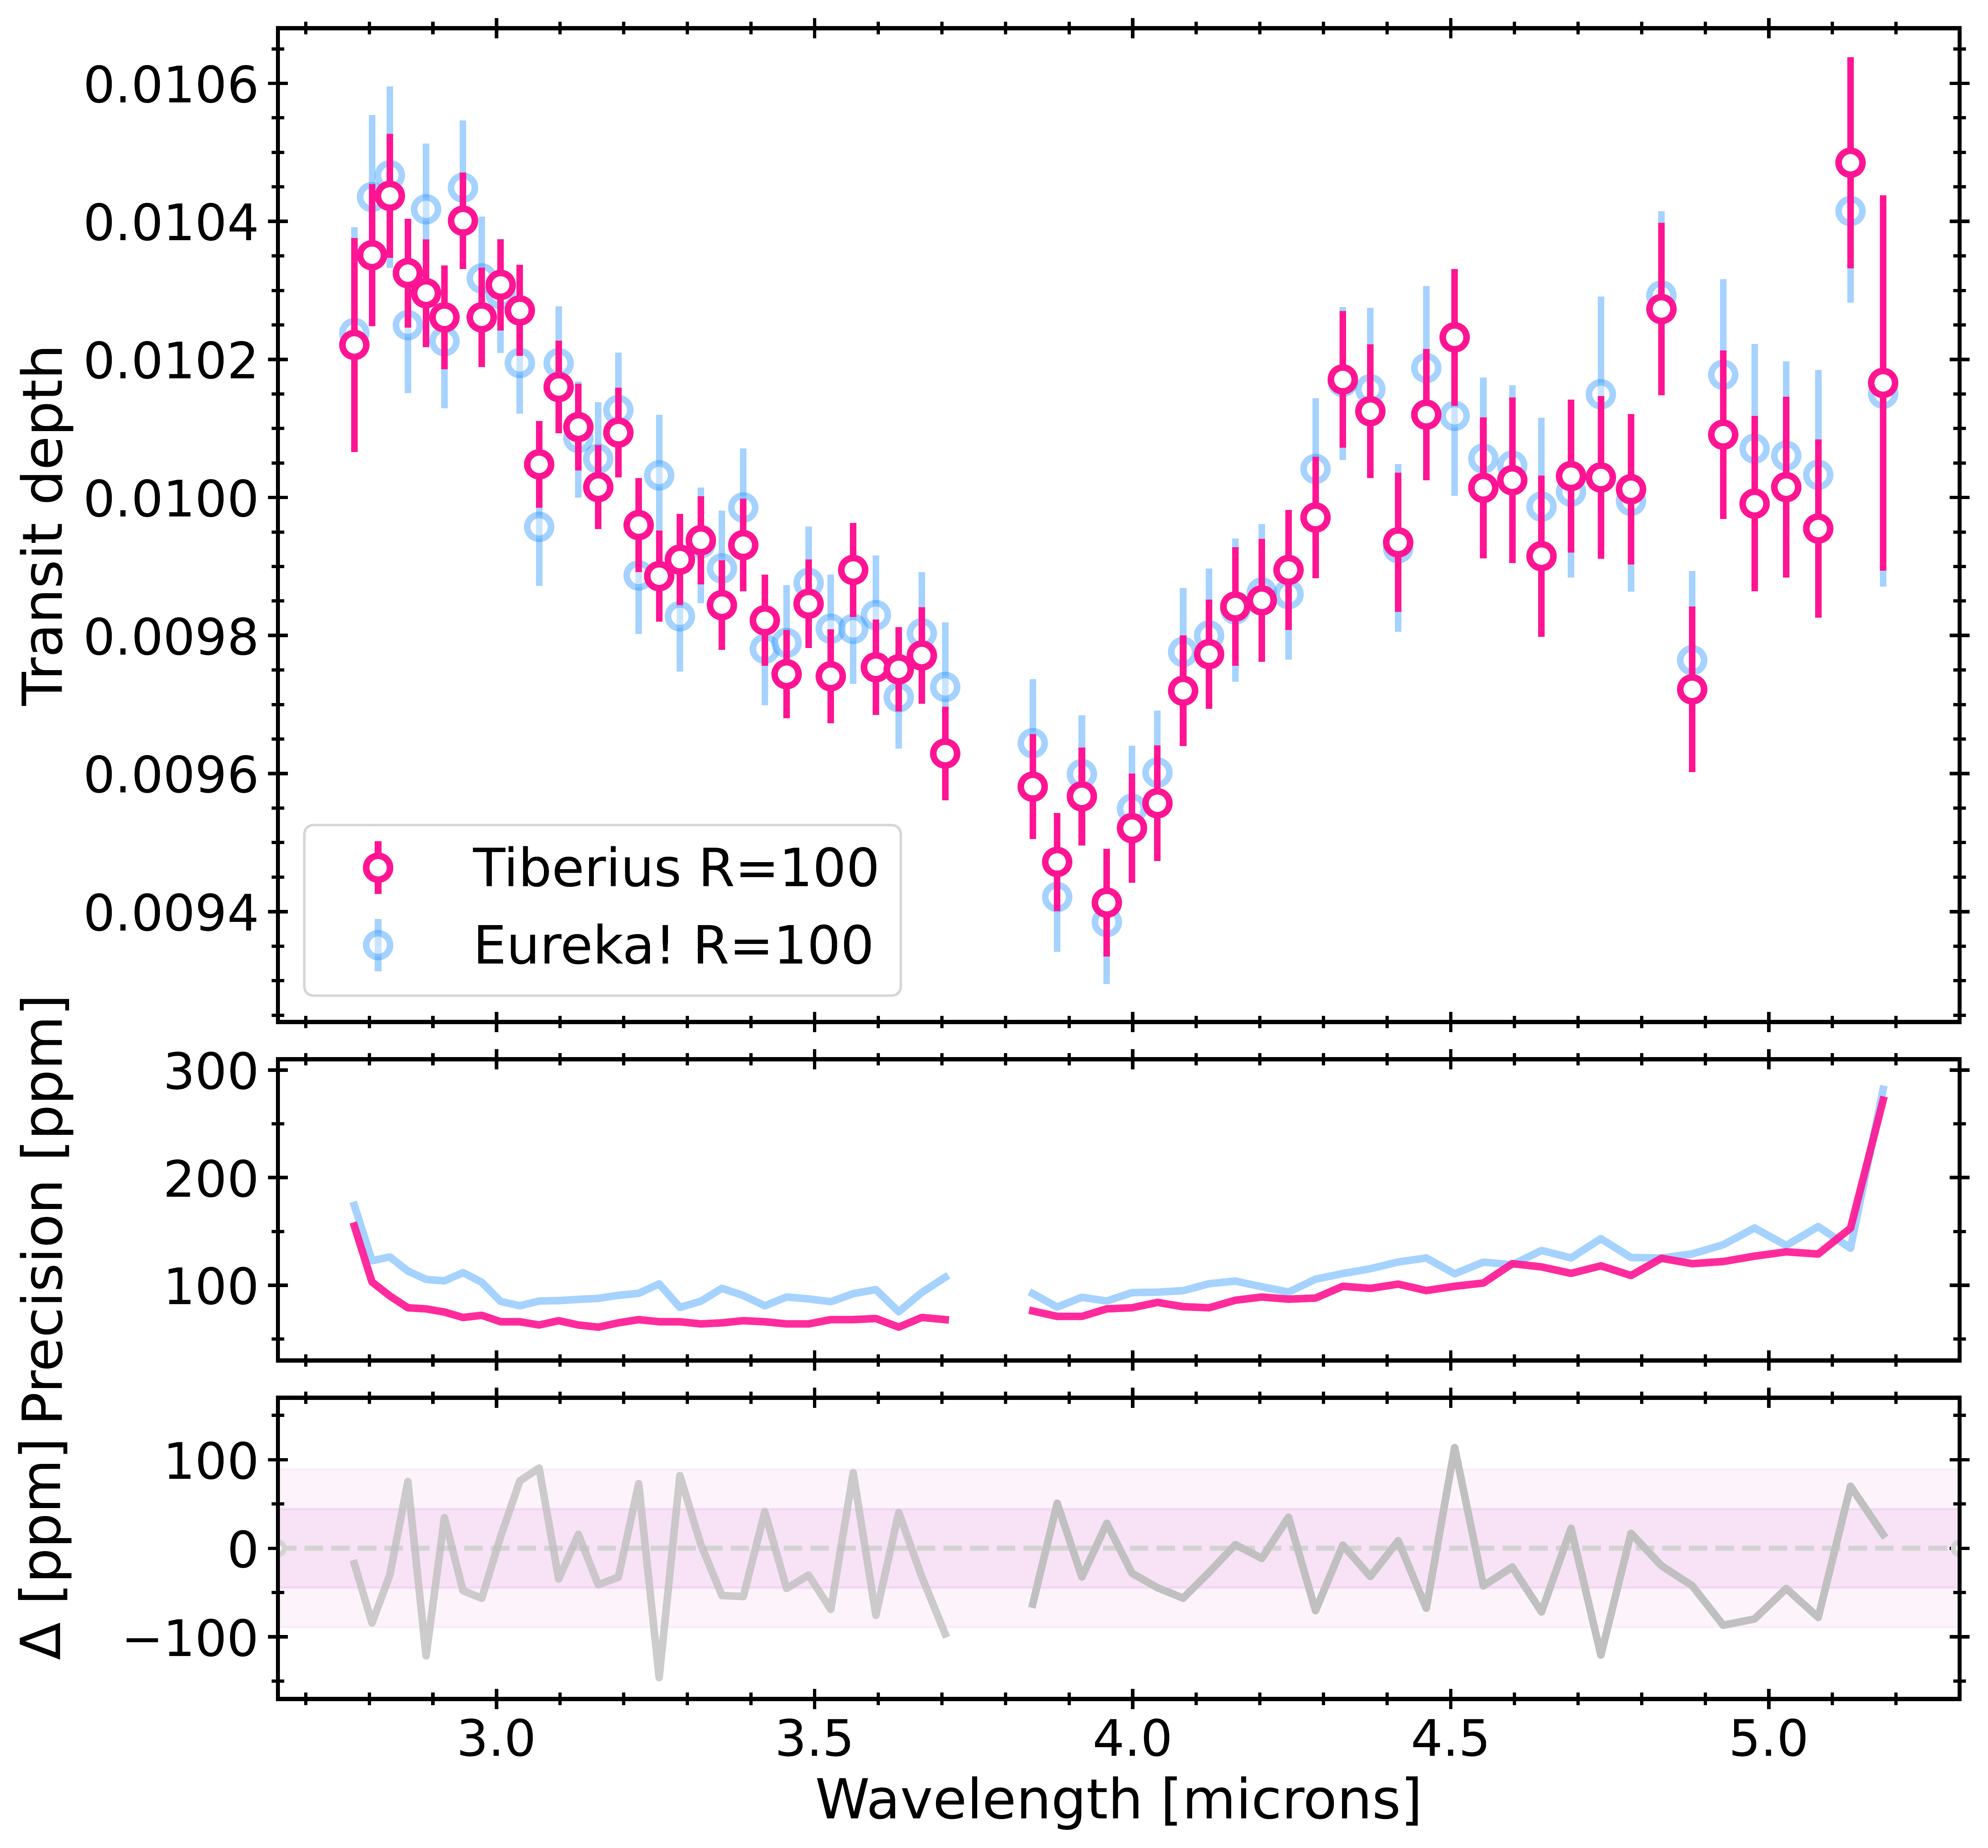 Transit depth
0.0106
0.0104
0.0102
0.0100
0.0098
0.0096
0.0094
Tiberius R=100
Eureka! R=100
Precision [ppm]
300
200
100
Δ [ppm]
100
0
−100
3.0 3.5 4.0 4.5 5.0
Wavelength [microns]